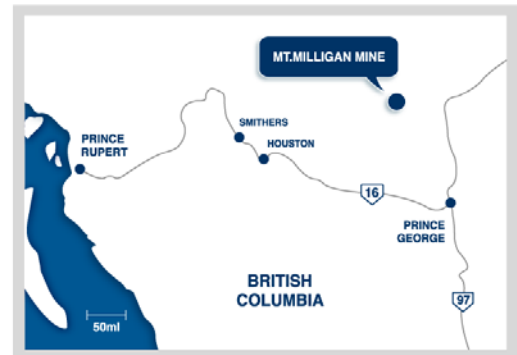 MT.MILLIGAN MINE
SMITHERS
HOUSTON
PRINCE
RUPERT
16
PRINCE
GEORGE
BRITISH
COLUMBIA
97
50ml